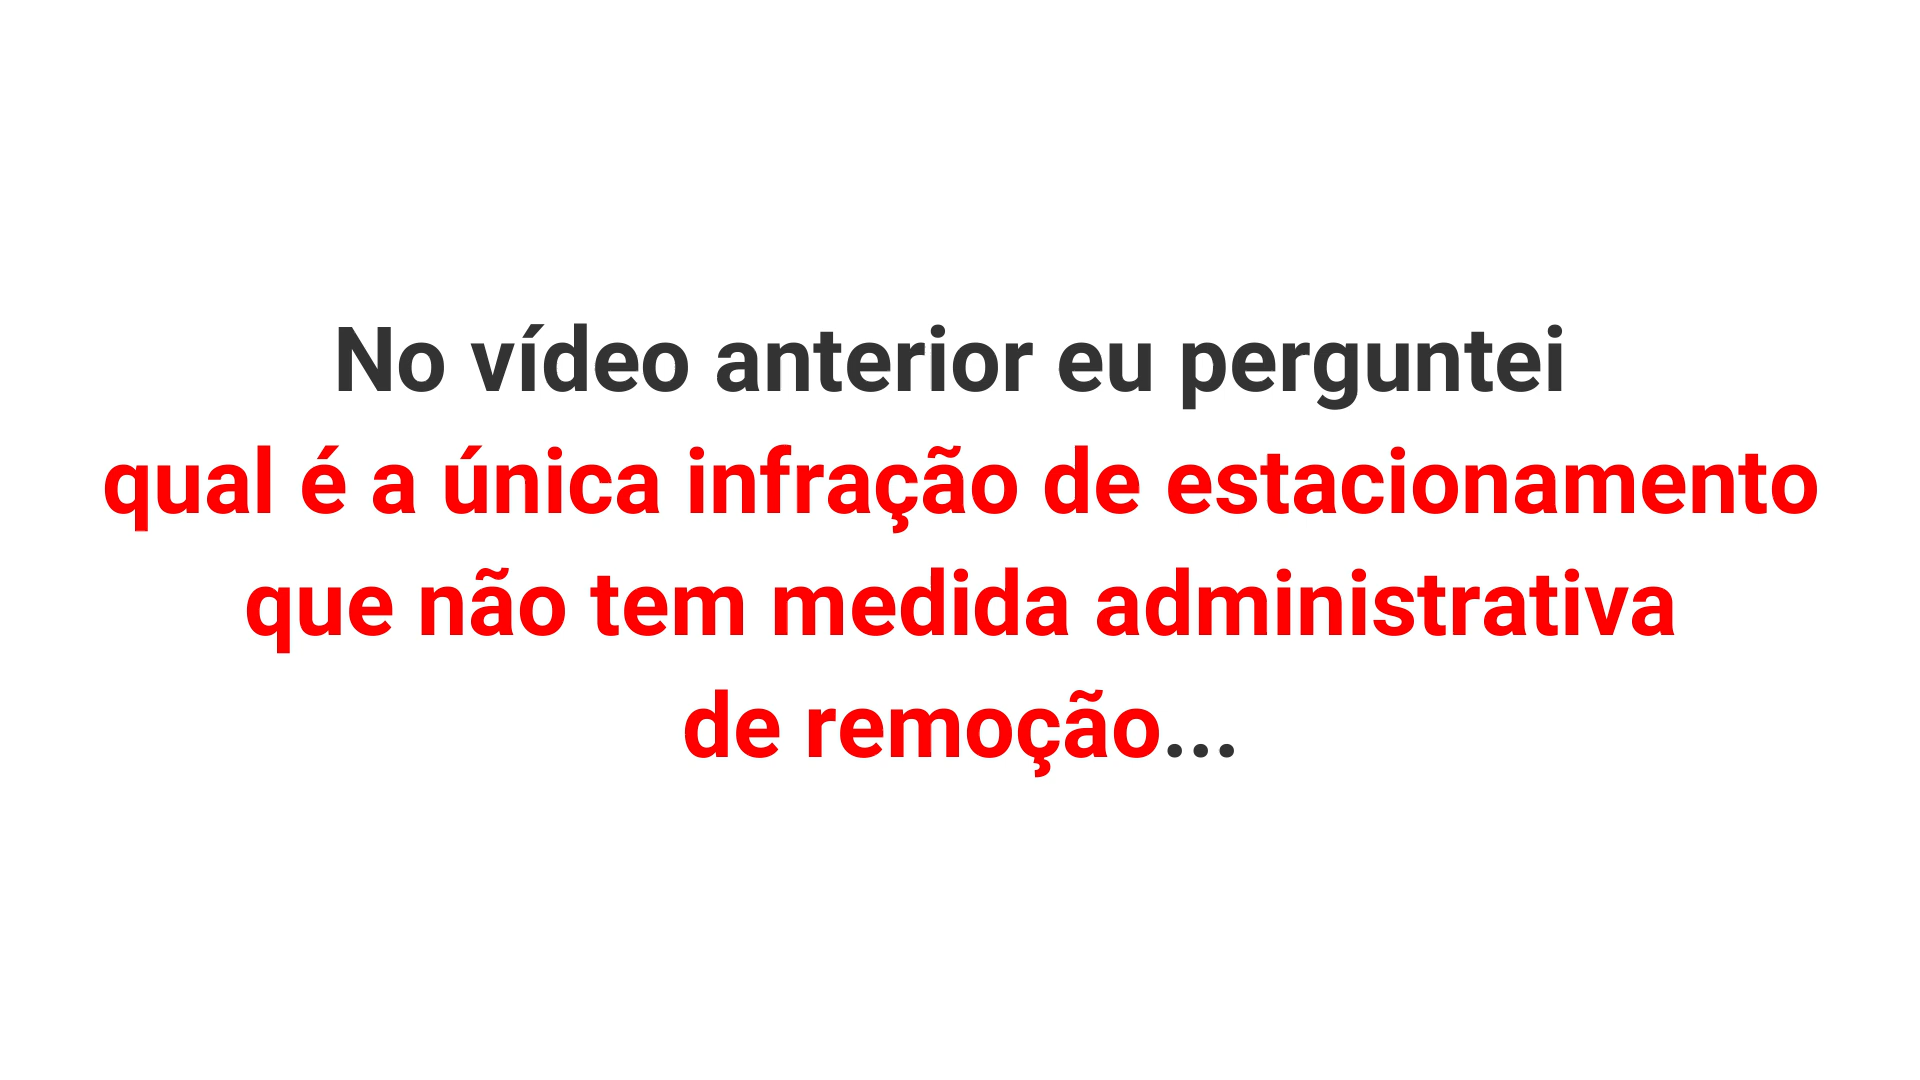 No vídeo anterior eu perguntei
qual é a única infração de estacionamento
que não tem medida administrativa
de remoção...